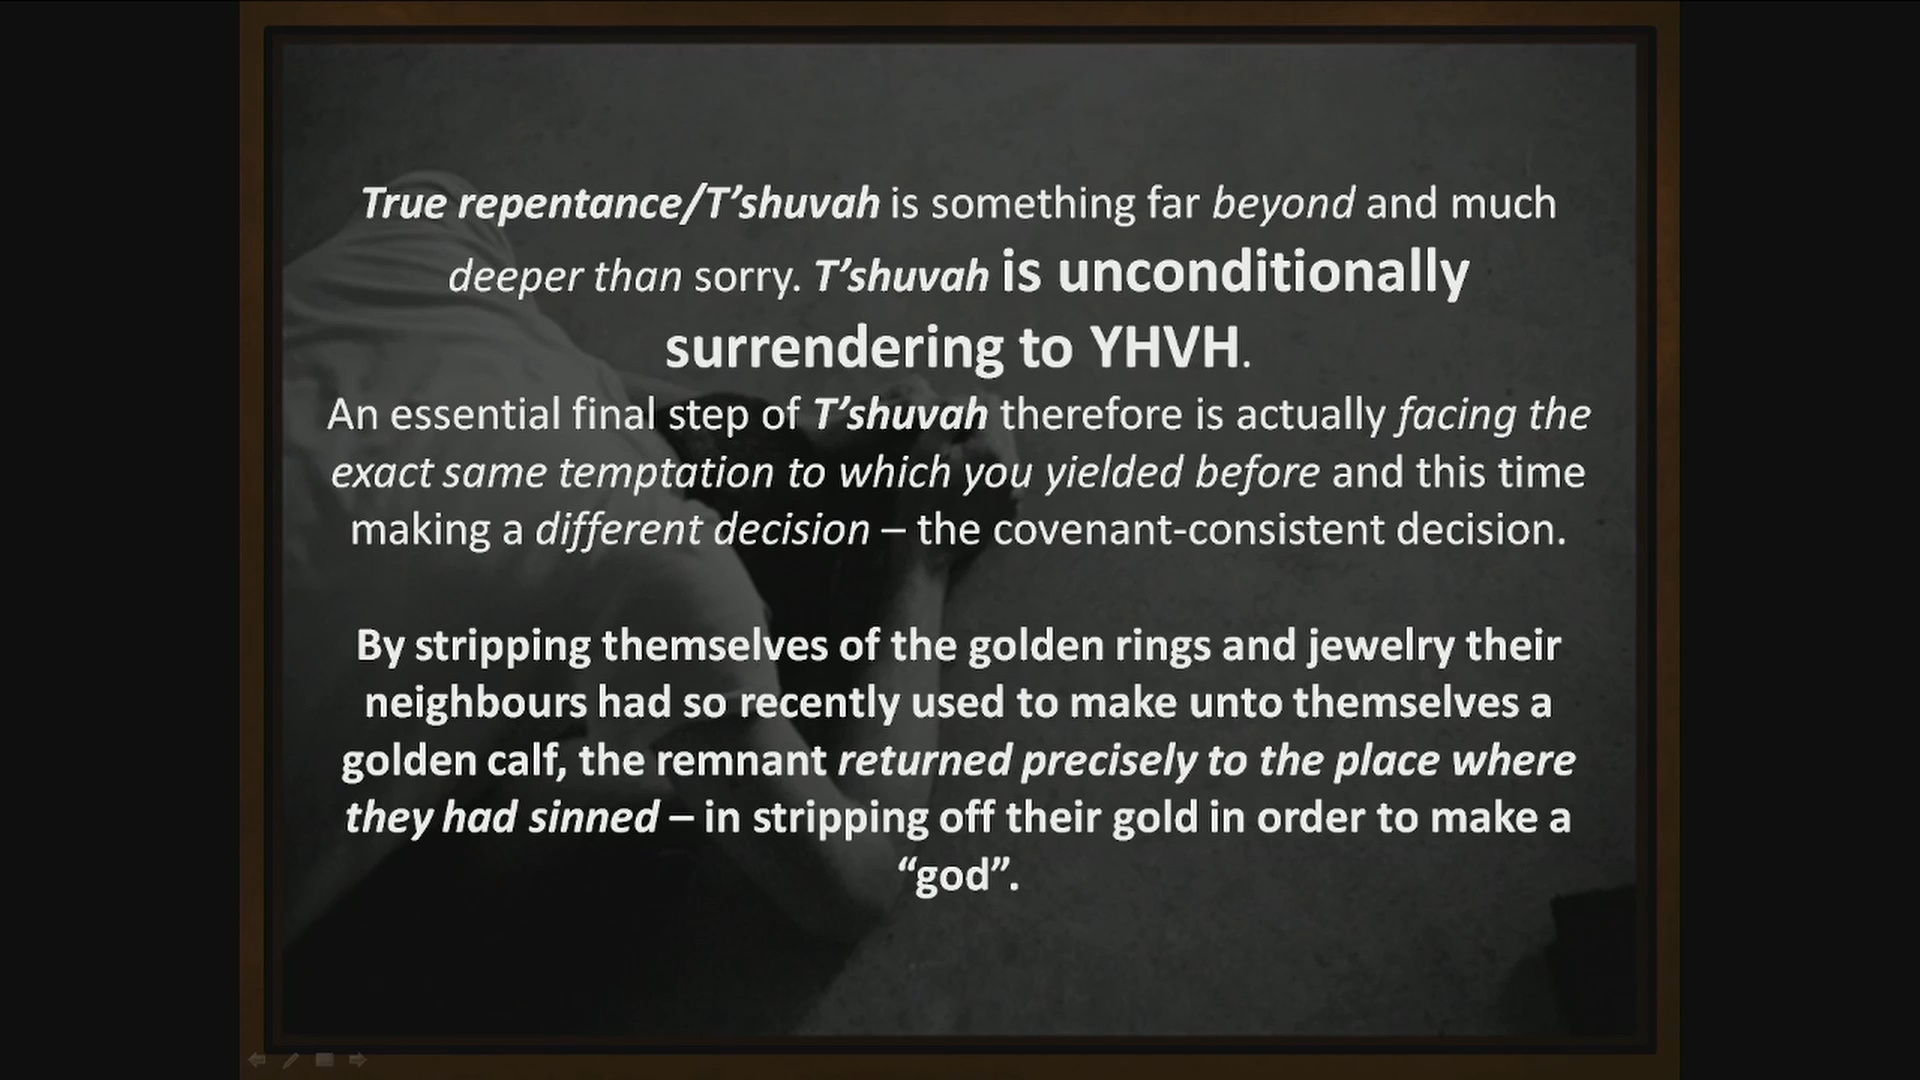 True repentance/T’shuvah is something far beyond and much
deeper than sorry. T’shuvah is unconditionally
surrendering to YHVH.
An essential final step of T’shuvah therefore is actually facing the
exact same temptation to which you yielded before and this time
making a different decision – the covenant-consistent decision.
By stripping themselves of the golden rings and jewelry their
neighbours had so recently used to make unto themselves a
golden calf, the remnant returned precisely to the place where
they had sinned – in stripping off their gold in order to make a
“god”.